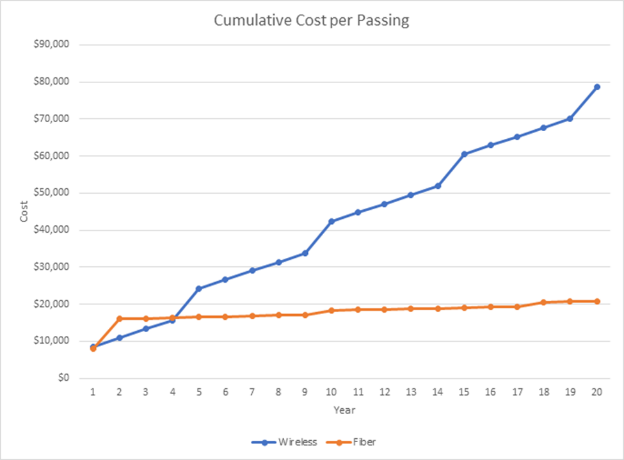 Cumulative Cost per Passing
$90,000
$80,000
$70,000
$60,000
$50,000
$40,000
$30,000
$20,000
$10,000
$0
Cost
1 2 3 4 5 6 7 8 9 10 11 12 13 14 15 16 17 18 19 20
Year
Wireless Fiber